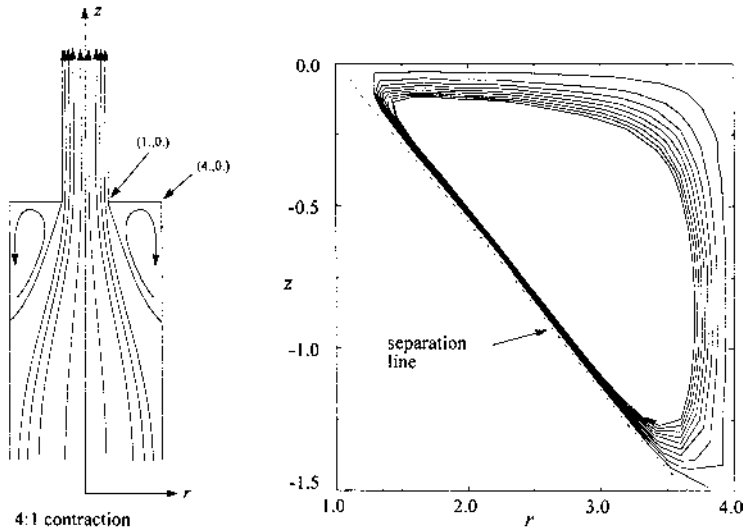 z
(1.,0.)
(4.,0.)
r
4:1 contraction
0.0
-0.5
z
-1.0
-1.5
separation
line
1.0
2.0
r
3.0
4.0